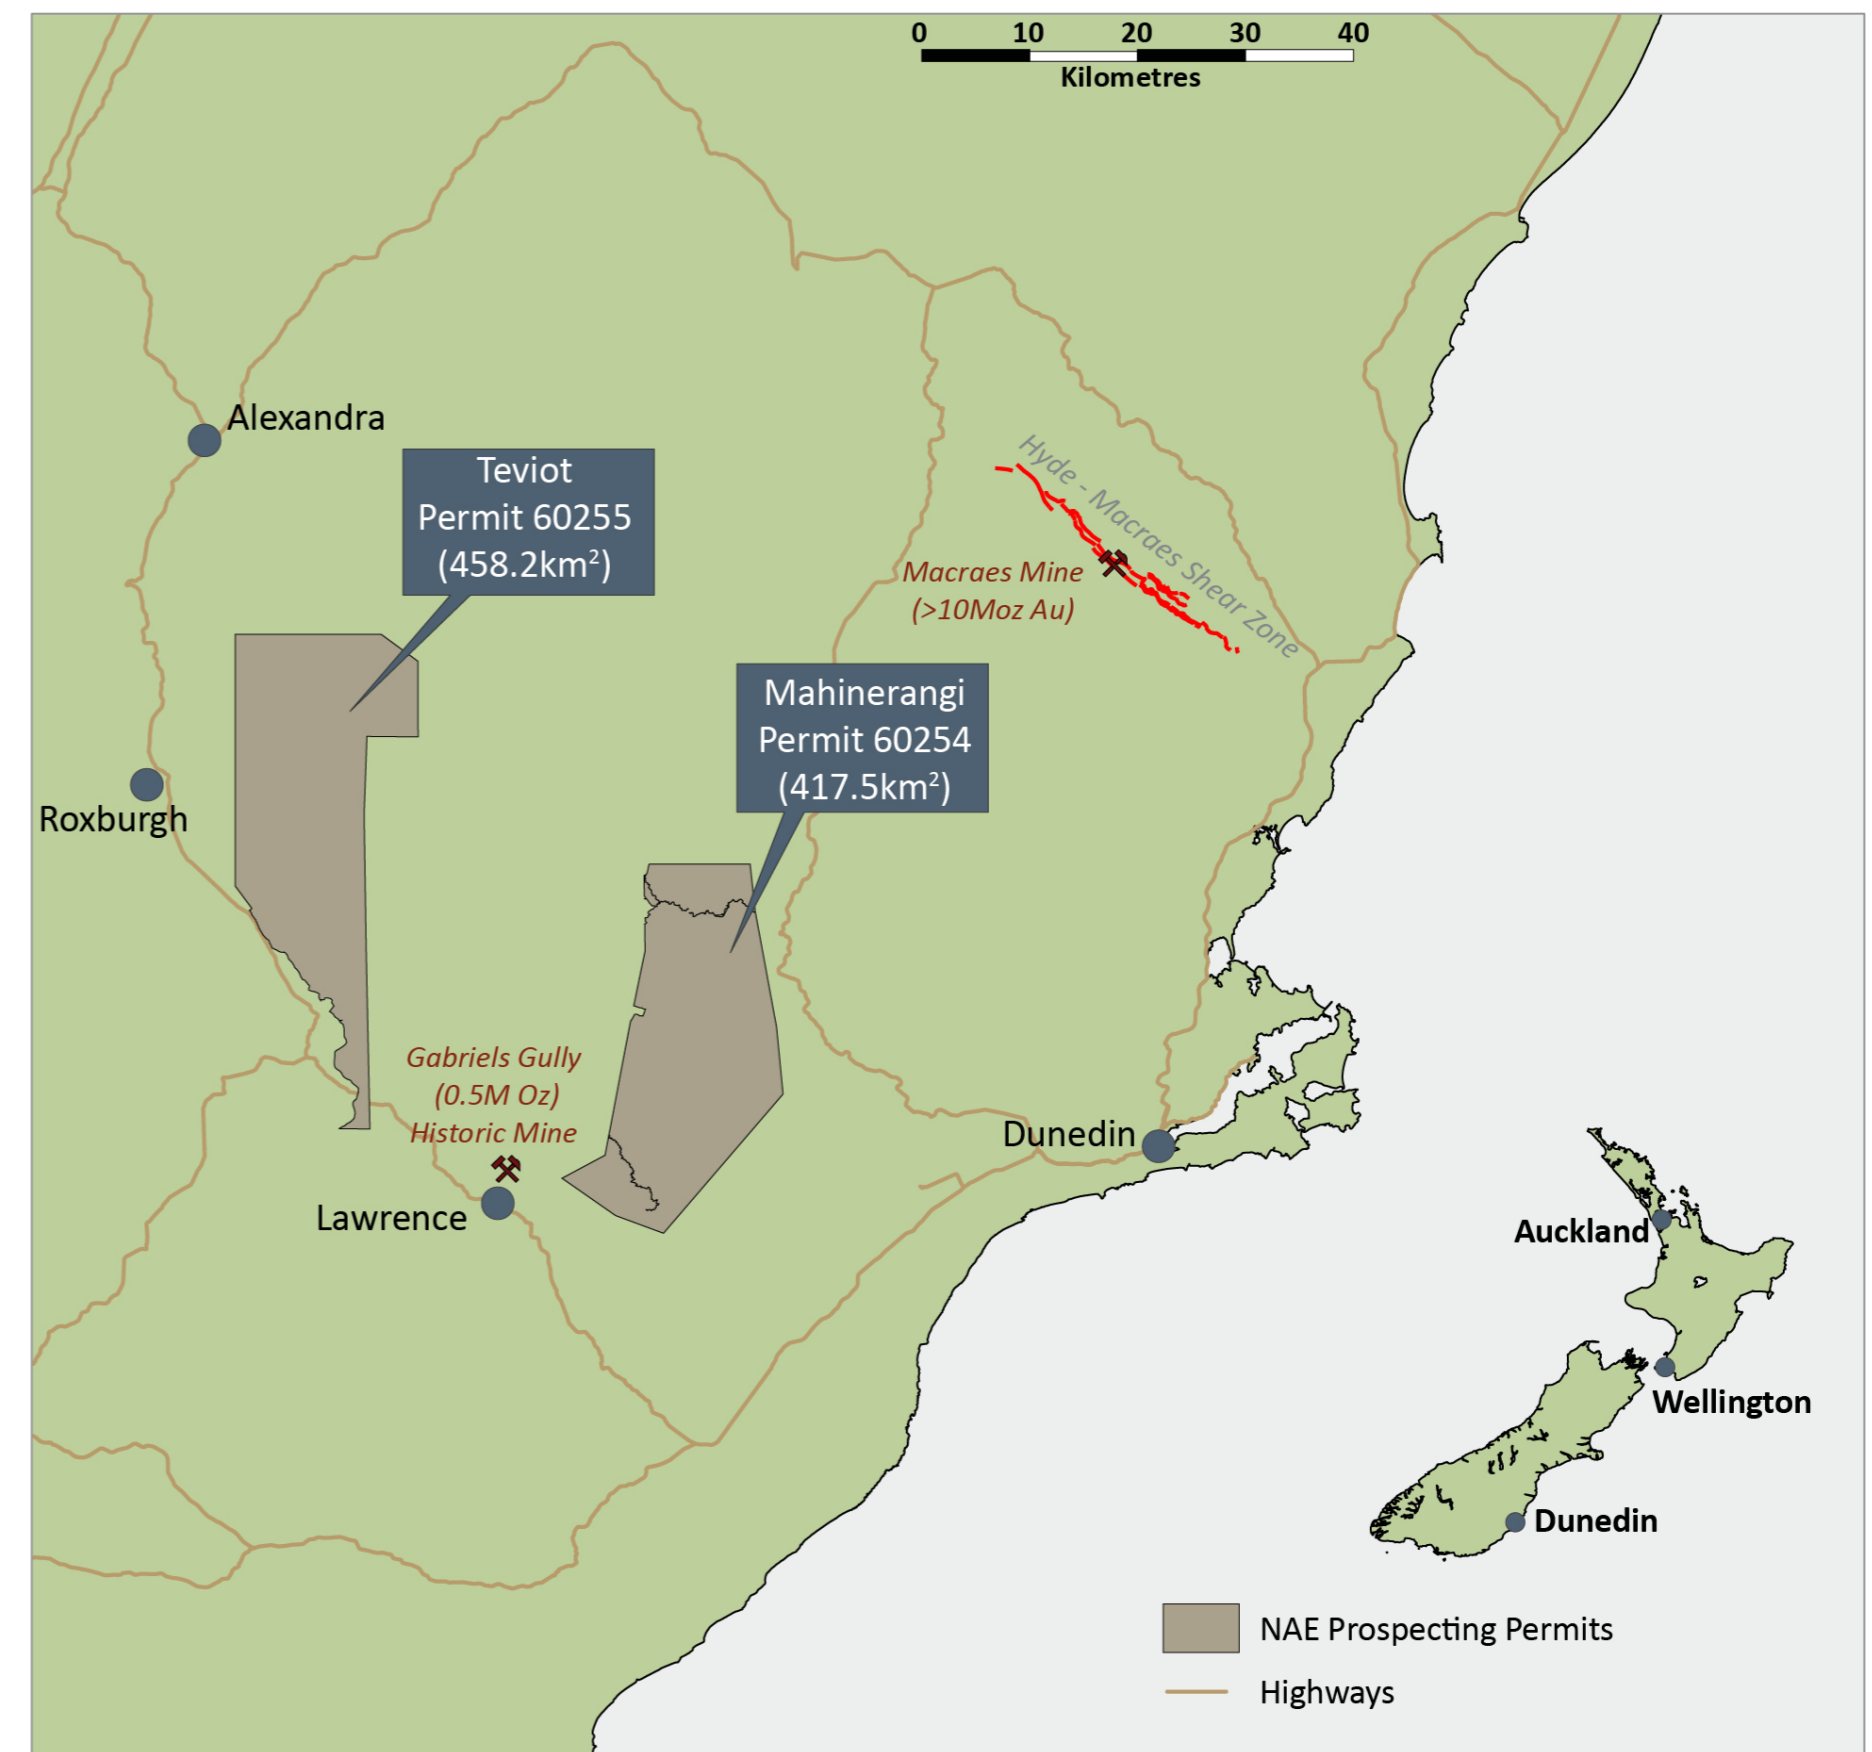 0 10 20 30 40
Kilometres
Alexandra
Teviot
Permit 60255
(458.2km²)
Hyde - Macraes Shear Zone
Macraes Mine
(>10Moz Au)
Mahinerangi
Permit 60254
(417.5km²)
Roxburgh
Gabriels Gully
(0.5M Oz)
Historic Mine
Dunedin
Lawrence
Auckland
Wellington
Dunedin
NAE Prospecting Permits
Highways